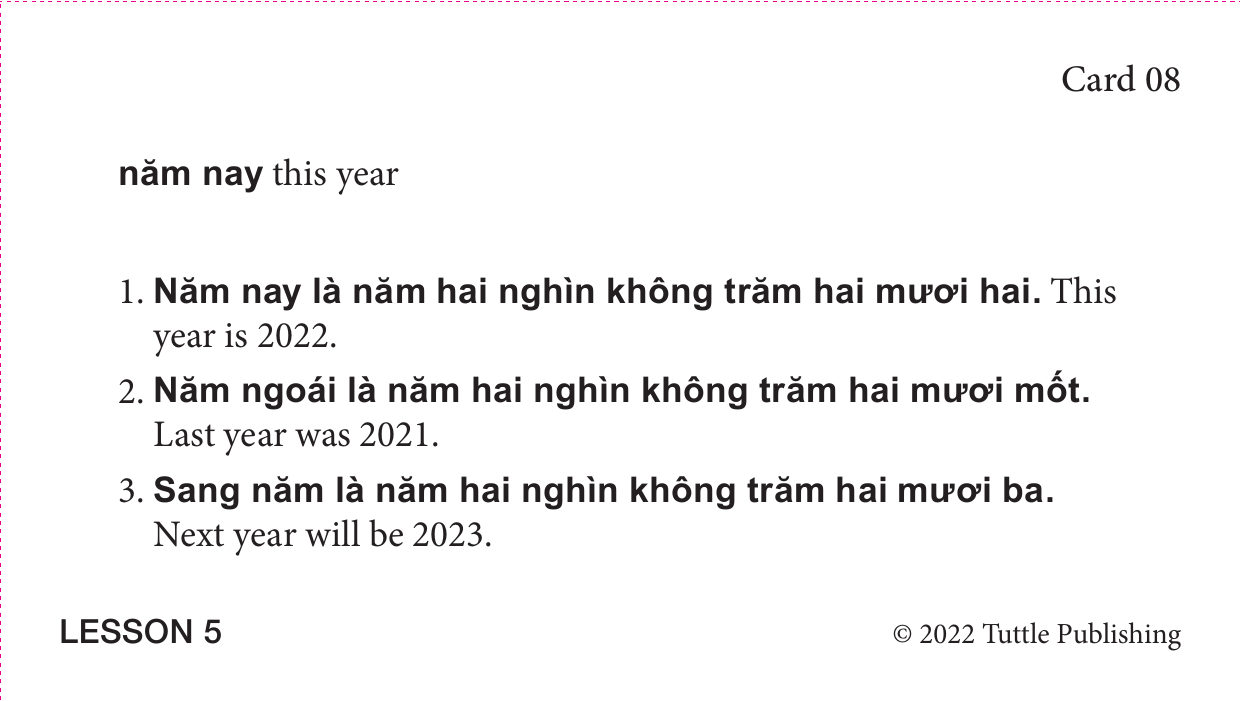 Card 08
năm nay this year
1. Năm nay là năm hai nghìn không trăm hai mươi hai. This
year is 2022.
2. Năm ngoái là năm hai nghìn không trăm hai mươi mốt.
Last year was 2021.
3. Sang năm là năm hai nghìn không trăm hai mươi ba.
Next year will be 2023.
LESSON 5
© 2022 Tuttle Publishing